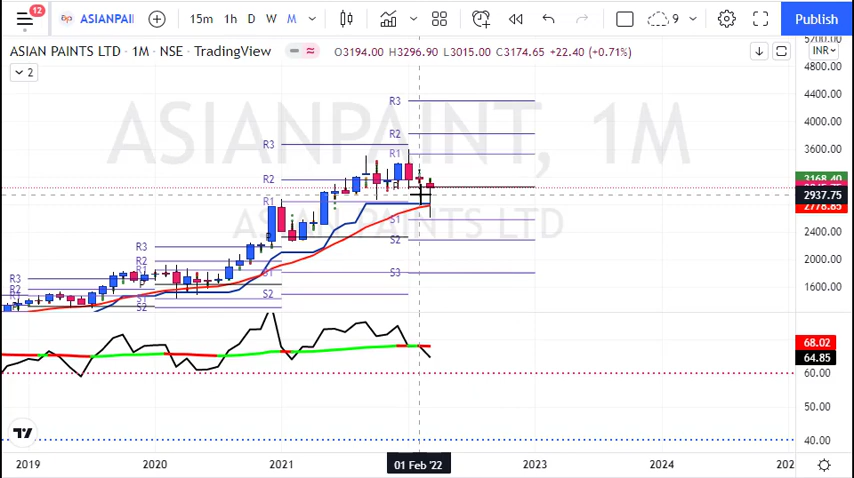 12
ASIANPAI
15m 1h D W M
9
Publish
ASIAN PAINTS LTD · 1M · NSE · TradingView
O3194.00 H3296.90 L3015.00 C3174.65 +22.40 (+0.71%)
INR
2
ASIANPAINT, 1M
ASIAN PAINTS LTD
5200.00
4800.00
4400.00
4000.00
3600.00
3168.40
2937.75
2778.65
2400.00
2000.00
1600.00
R3
R2
R1
P
S1
S2
S3
R3
R2
R1
P
S1
S2
R3
R2
R1
P
S1
S2
R3
R1
68.02
64.85
60.00
50.00
40.00
2019 2020 2021 01 Feb '22 2023 2024 202